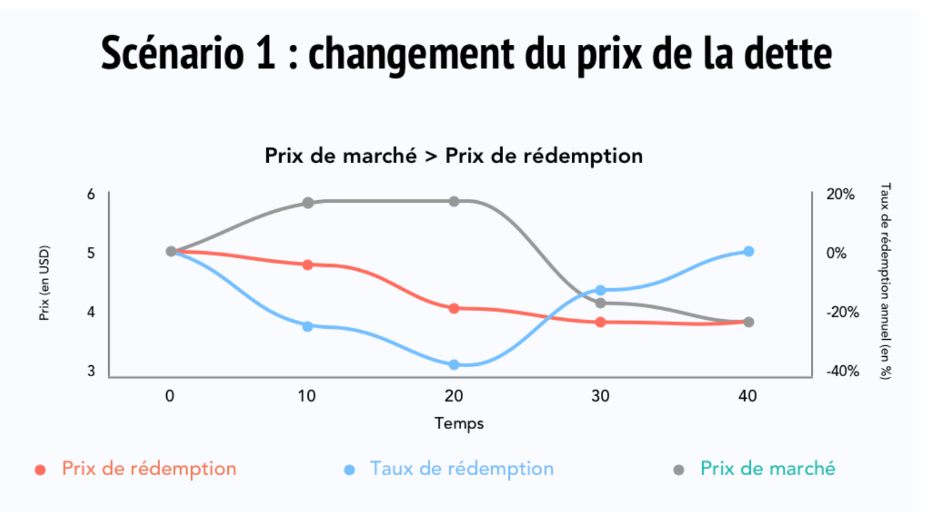 Scénario 1 : changement du prix de la dette
Prix de marché > Prix de rédemption
6
5
4
3
Prix (en USD)
20%
0%
-20%
-40%
Taux de rédemption annuel (en %)
0 10 20 30 40
Temps
Prix de rédemption Taux de rédemption Prix de marché